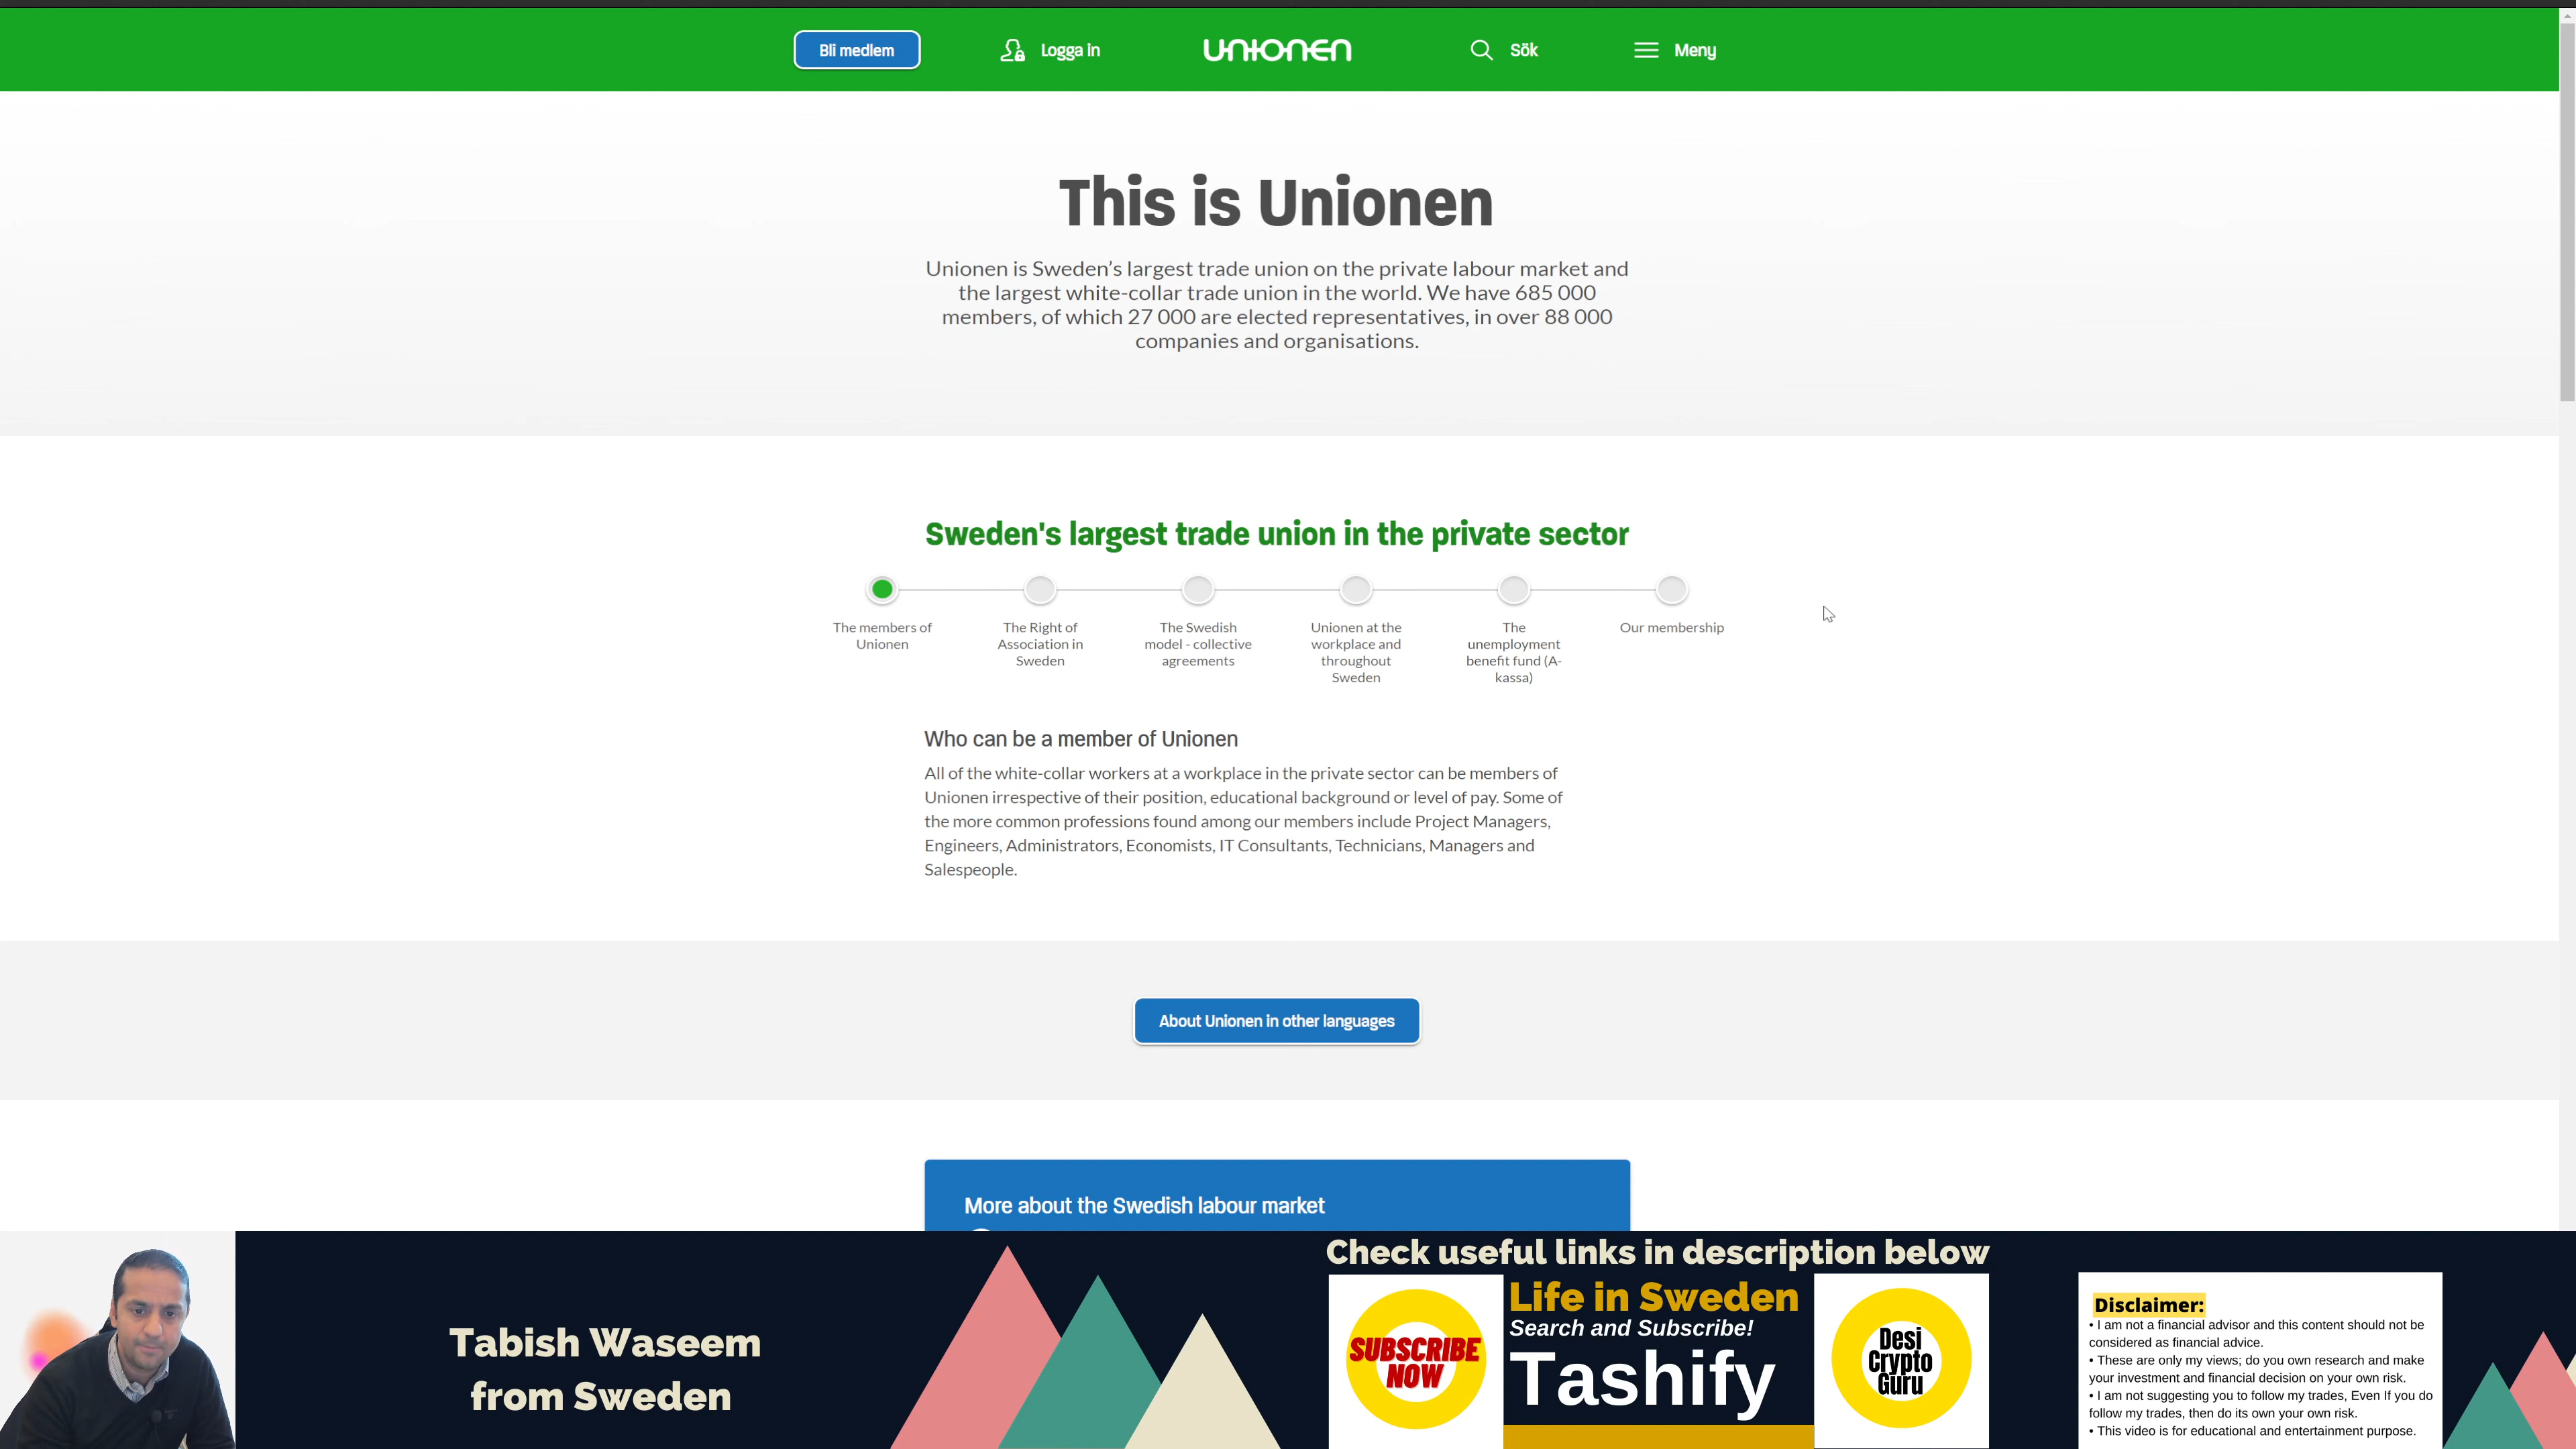 Bli medlem
Logga in
UNIONEN
Sök
Meny
This is Unionen
Unionen is Sweden’s largest trade union on the private labour market and
the largest white-collar trade union in the world. We have 685 000
members, of which 27 000 are elected representatives, in over 88 000
companies and organisations.
Sweden's largest trade union in the private sector
The members of
Unionen
The Right of
Association in
Sweden
The Swedish
model - collective
agreements
Unionen at the
workplace and
throughout
Sweden
The
unemployment
benefit fund (A-
kassa)
Our membership
Who can be a member of Unionen
All of the white-collar workers at a workplace in the private sector can be members of
Unionen irrespective of their position, educational background or level of pay. Some of
the more common professions found among our members include Project Managers,
Engineers, Administrators, Economists, IT Consultants, Technicians, Managers and
Salespeople.
About Unionen in other languages
More about the Swedish labour market
Tabish Waseem
from Sweden
Check useful links in description below
SUBSCRIBE
NOW
Life in Sweden
Search and Subscribe!
Tashify
Desi
Crypto
Guru
Disclaimer:
• I am not a financial advisor and this content should not be
considered as financial advice.
• These are only my views; do you own research and make
your investment and financial decision on your own risk.
• I am not suggesting you to follow my trades, Even If you do
follow my trades, then do its own your own risk.
• This video is for educational and entertainment purpose.